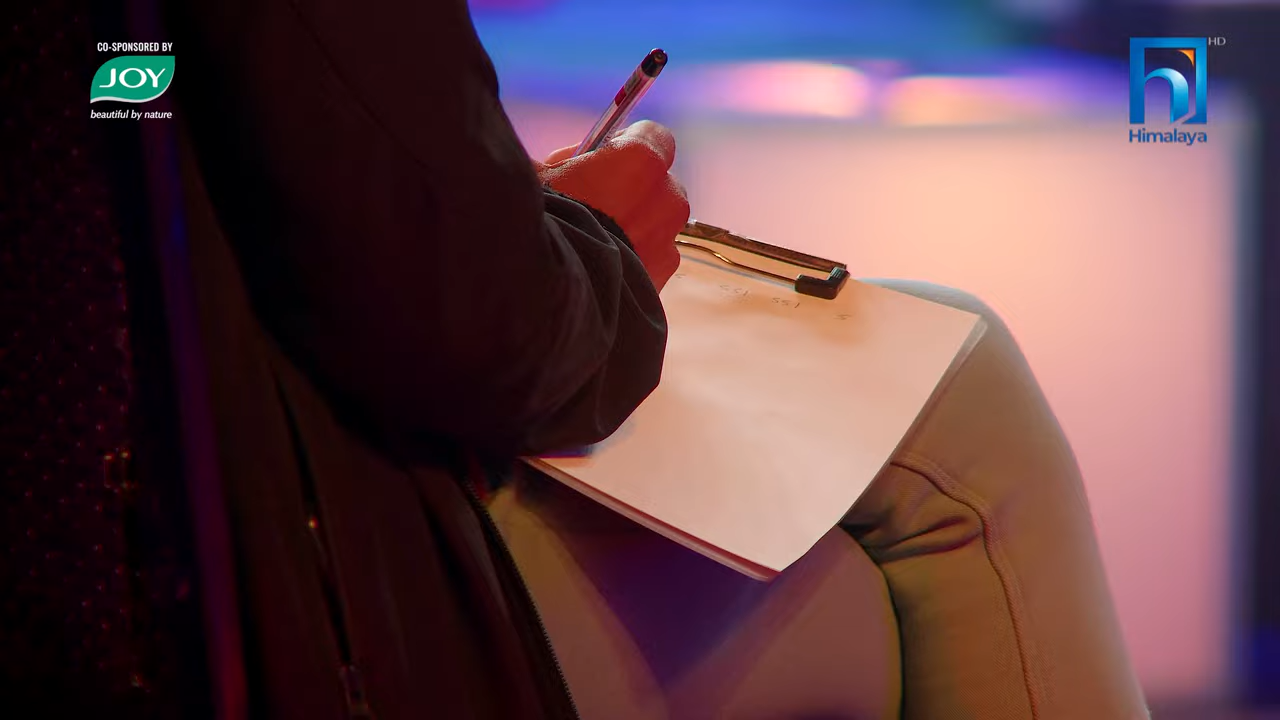 CO-SPONSORED BY
JOY
beautiful by nature
HD
Himalaya